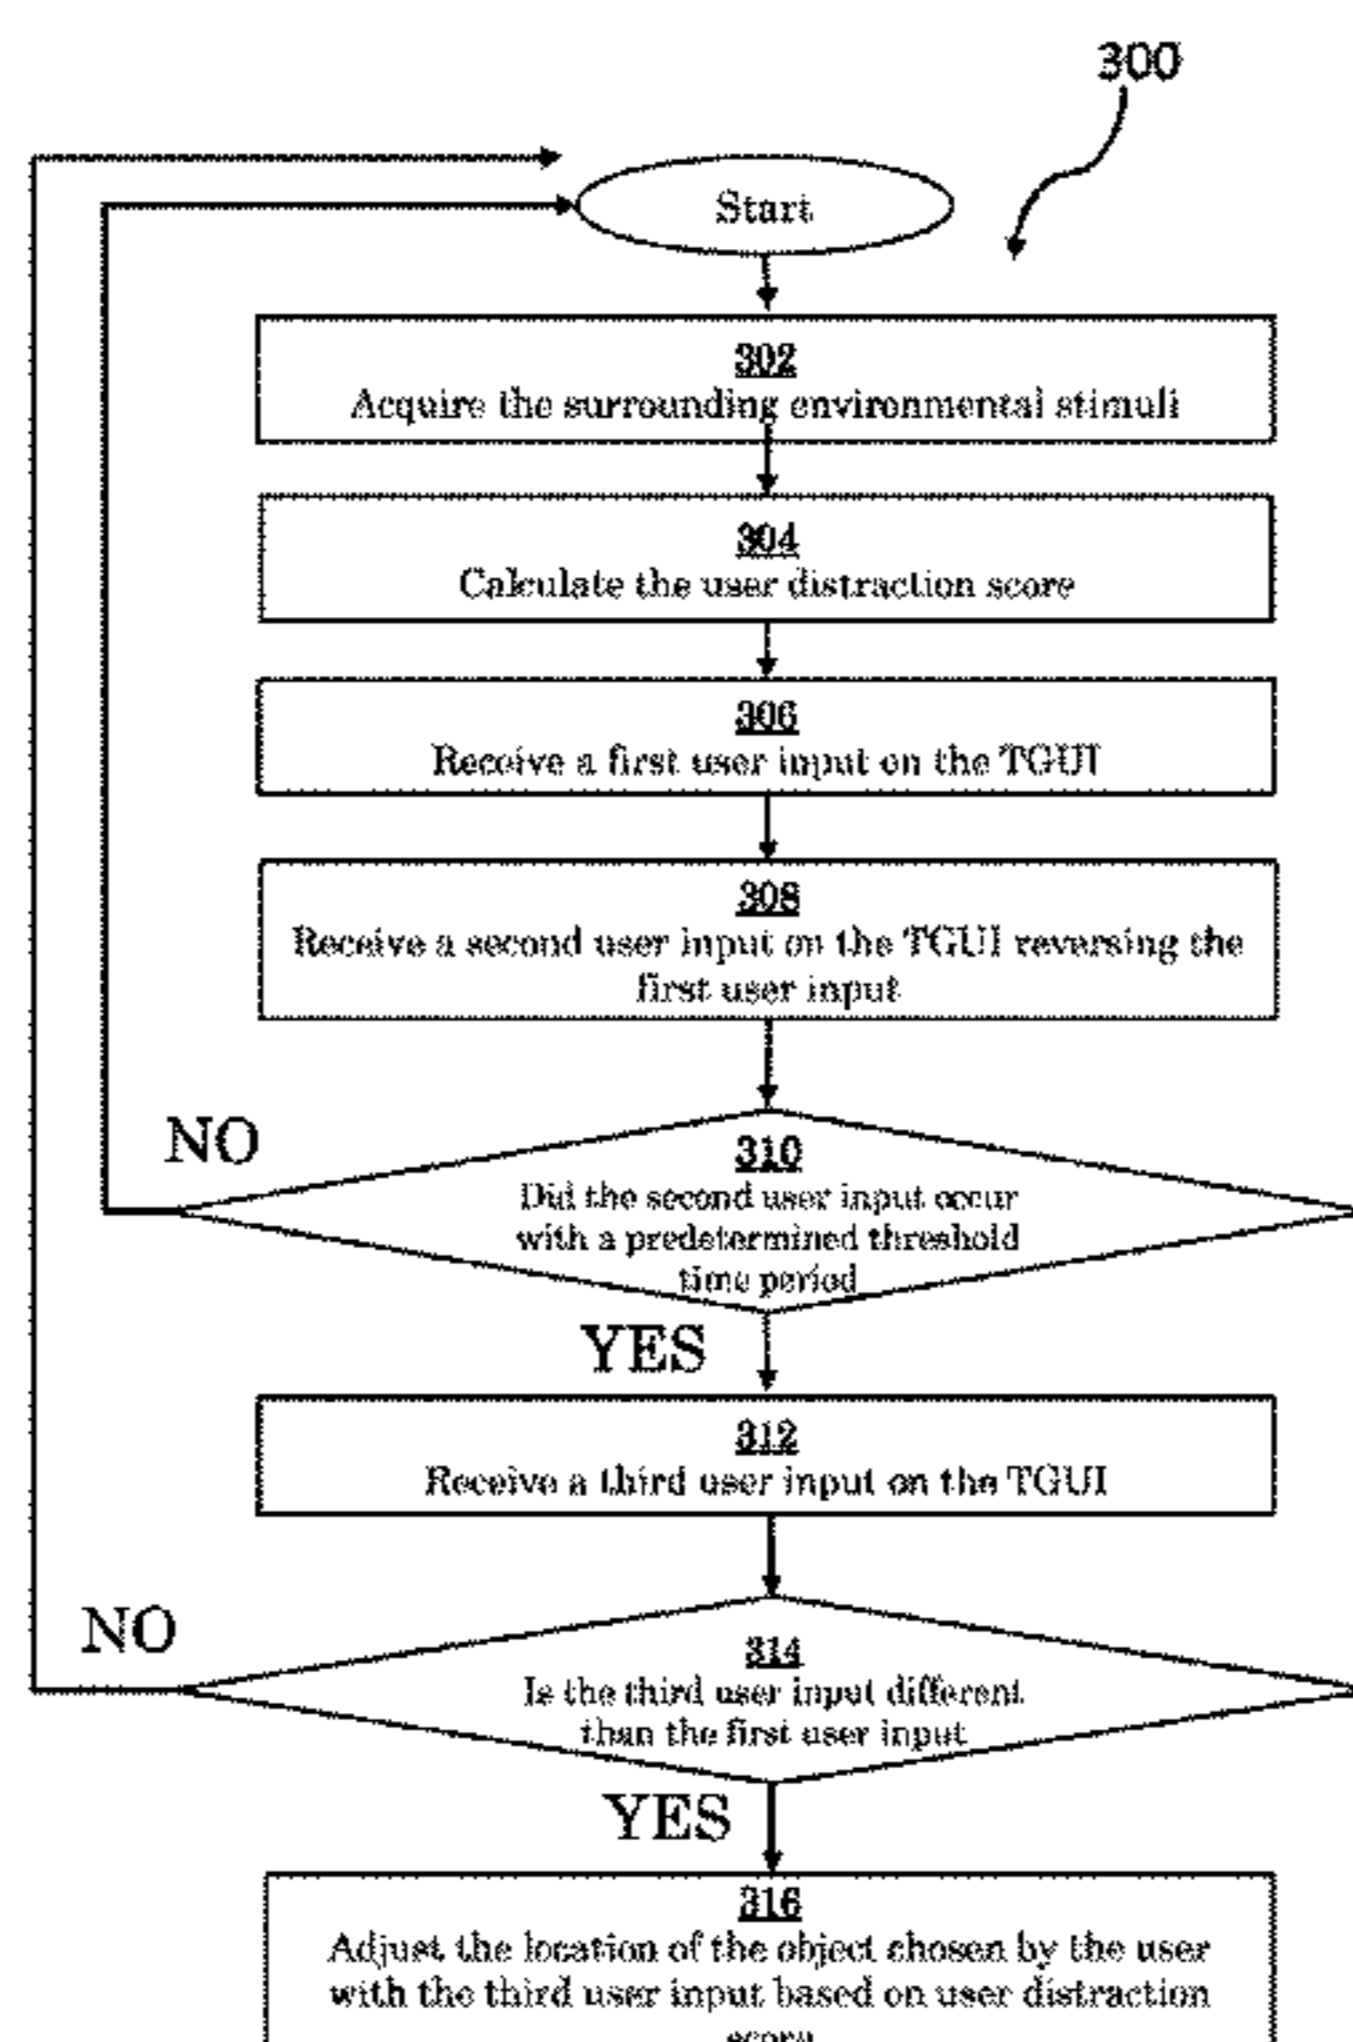 300
Start
302
Acquire the surrounding environmental stimuli
304
Calculate the user distraction score
306
Receive a first user input on the TGUI
308
Receive a second user input on the TGUI reversing the
first user input
NO
310
Did the second user input occur
with a predetermined threshold
time period
YES
312
Receive a third user input on the TGUI
NO
314
Is the third user input different
than the first user input
YES
316
Adjust the location of the object chosen by the user
with the third user input based on user distraction
score